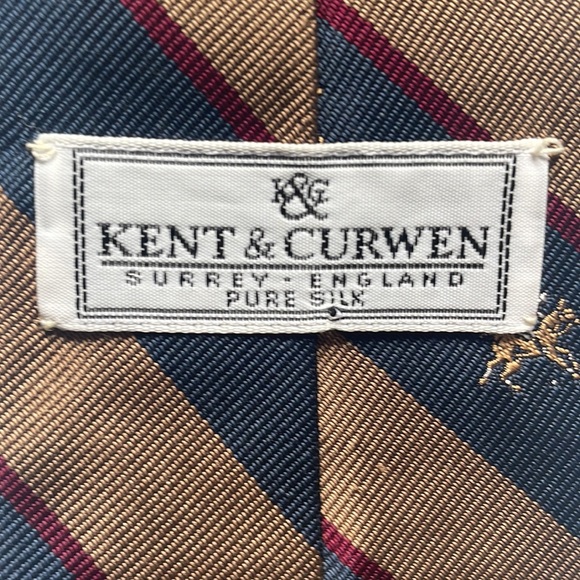 K&C
KENT & CURWEN
SURREY - ENGLAND
PURE SILK